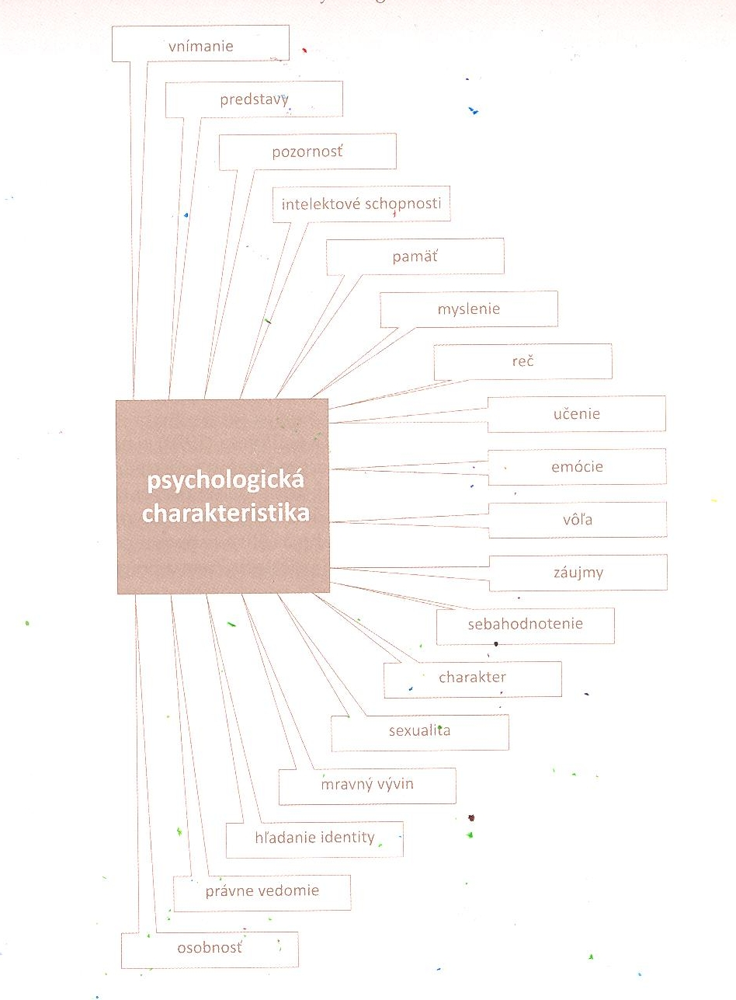 vnímanie
predstavy
pozornosť
intelektové schopnosti
pamäť
myslenie
reč
učenie
emócie
psychologická
charakteristika
vôľa
záujmy
sebahodnotenie
charakter
sexualita
mravný vývin
hľadanie identity
právne vedomie
osobnosť